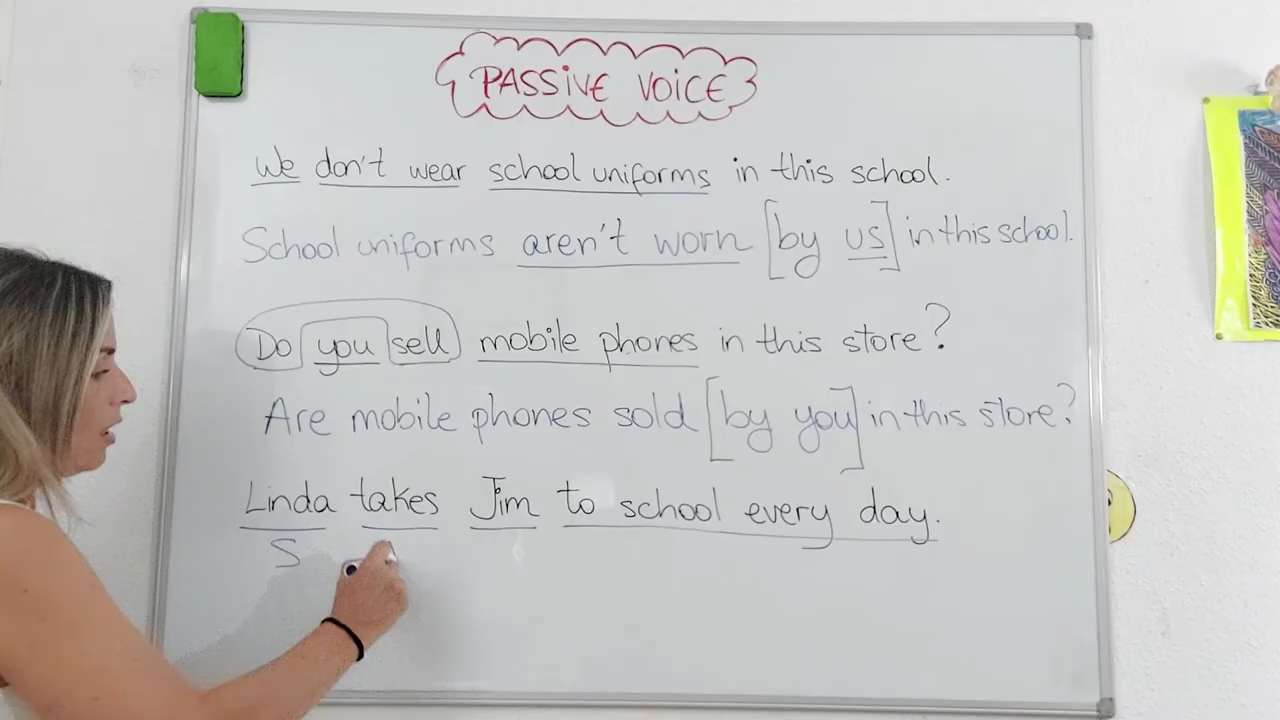 PASSIVE VOICE
We don't wear school uniforms in this school.
School uniforms aren't worn [by us] in this school.
Do you sell mobile phones in this store?
Are mobile phones sold [by you] in this store?
Linda takes Jim to school every day.
S